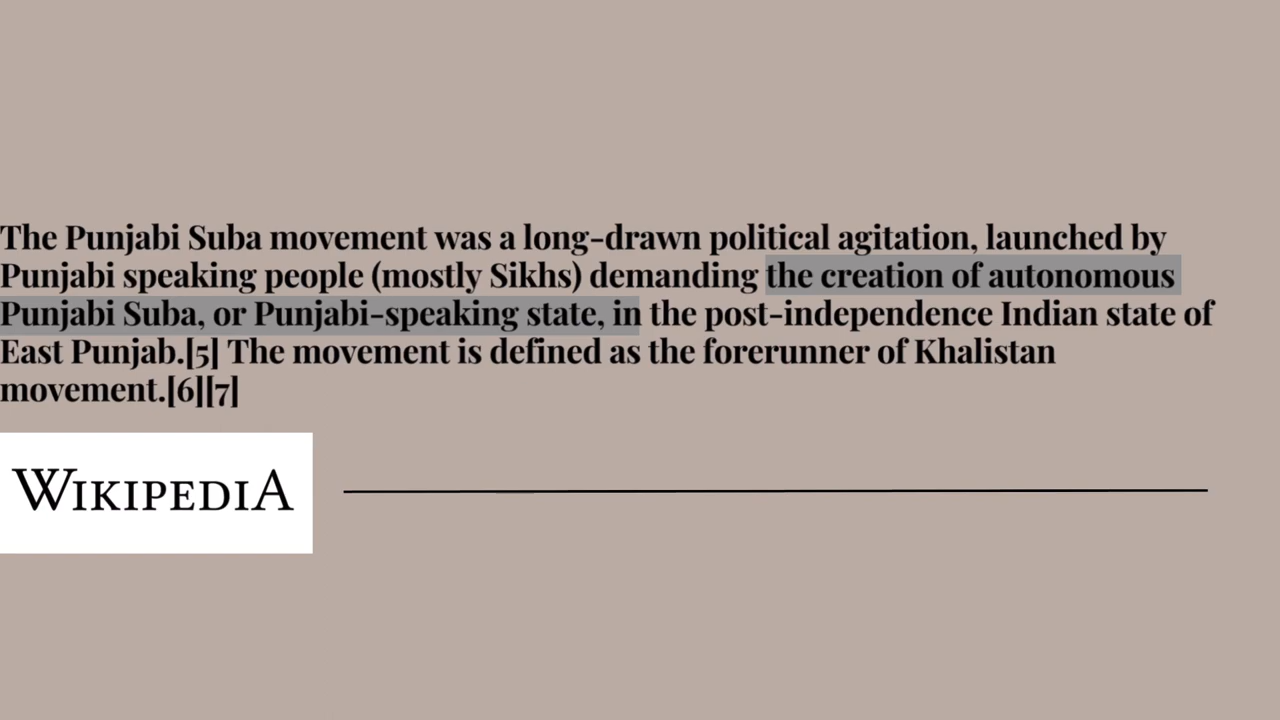 The Punjabi Suba movement was a long-drawn political agitation, launched by
Punjabi speaking people (mostly Sikhs) demanding the creation of autonomous
Punjabi Suba, or Punjabi-speaking state, in the post-independence Indian state of
East Punjab.[5] The movement is defined as the forerunner of Khalistan
movement.[6][7]
WIKIPEDIA